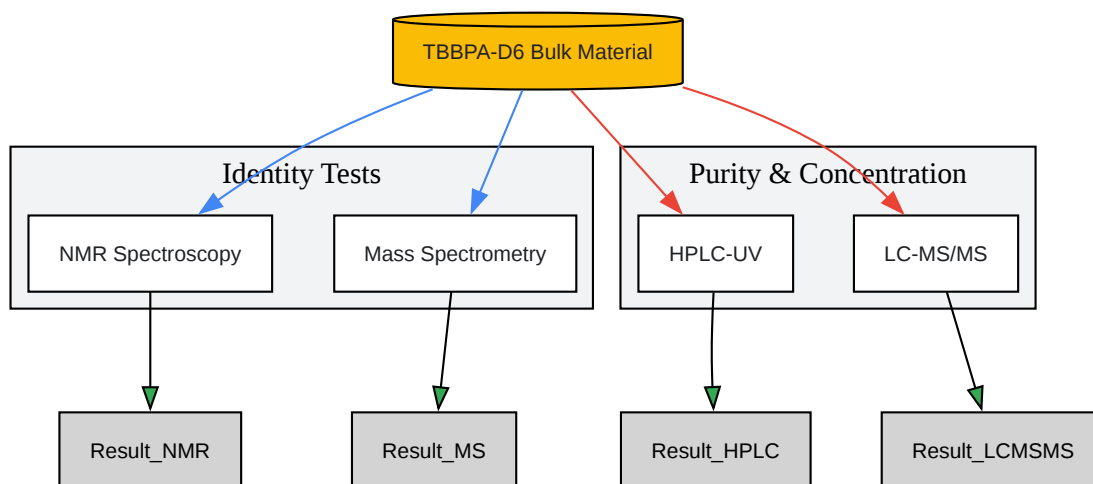 TBBPA-D6 Bulk Material
Identity Tests
Purity & Concentration
NMR Spectroscopy
Mass Spectrometry
HPLC-UV
LC-MS/MS
Result_NMR
Result_MS
Result_HPLC
Result_LCMSMS